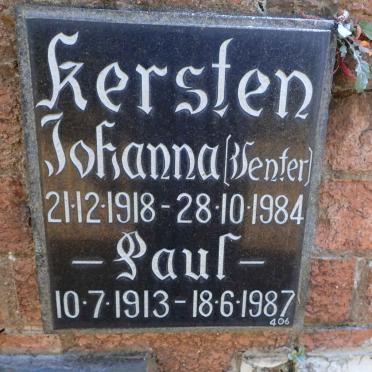 Kersten
Johanna (Venter)
21·12·1918 - 28·10·1984
- Paul -
10·7·1913 - 18·6·1987
406